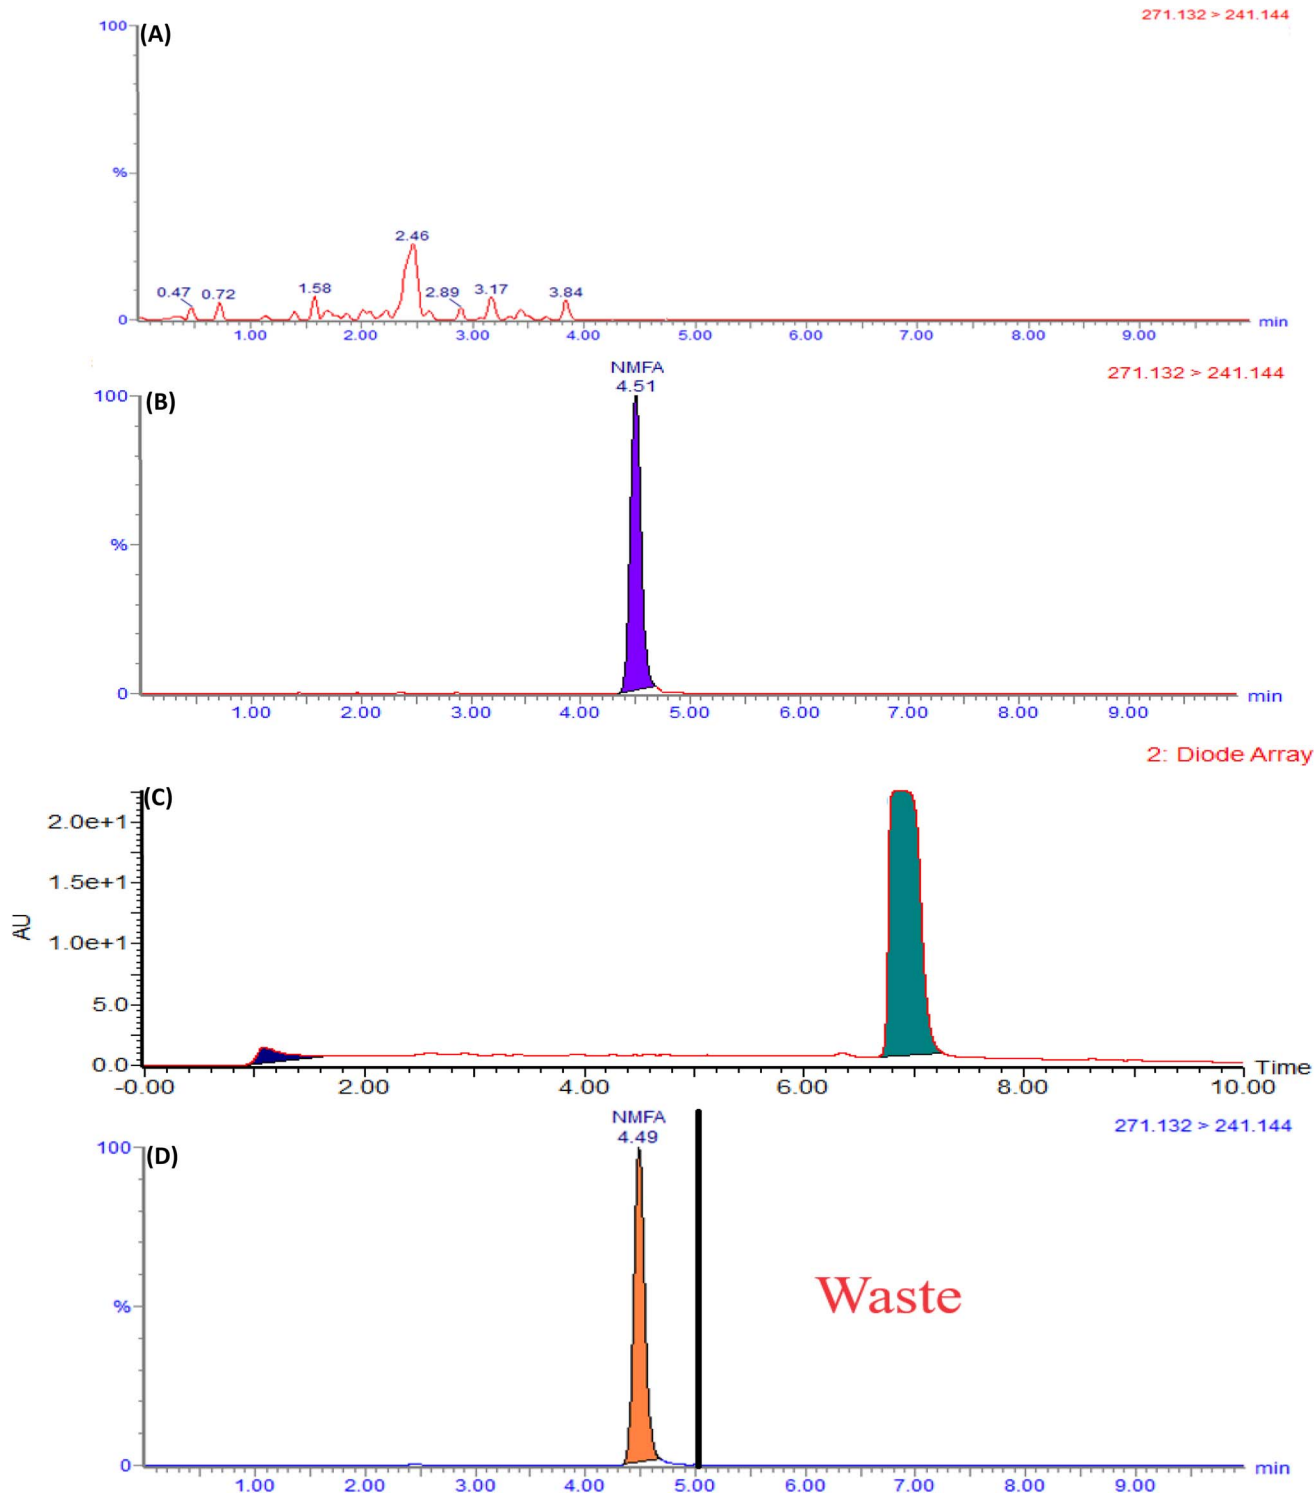 271.132 > 241.144
100
(A)
%
2.46
0.47
0.72
1.58
2.89
3.17
3.84
0
1.00
2.00
3.00
4.00
5.00
6.00
7.00
8.00
9.00
min
NMFA
4.51
271.132 > 241.144
100
(B)
%
0
1.00
2.00
3.00
4.00
5.00
6.00
7.00
8.00
9.00
min
2: Diode Array
(C)
2.0e+1
1.5e+1
AU
1.0e+1
5.0
0.0
Time
-0.00
2.00
4.00
6.00
8.00
10.00
NMFA
4.49
271.132 > 241.144
100
(D)
%
Waste
0
1.00
2.00
3.00
4.00
5.00
6.00
7.00
8.00
9.00
min